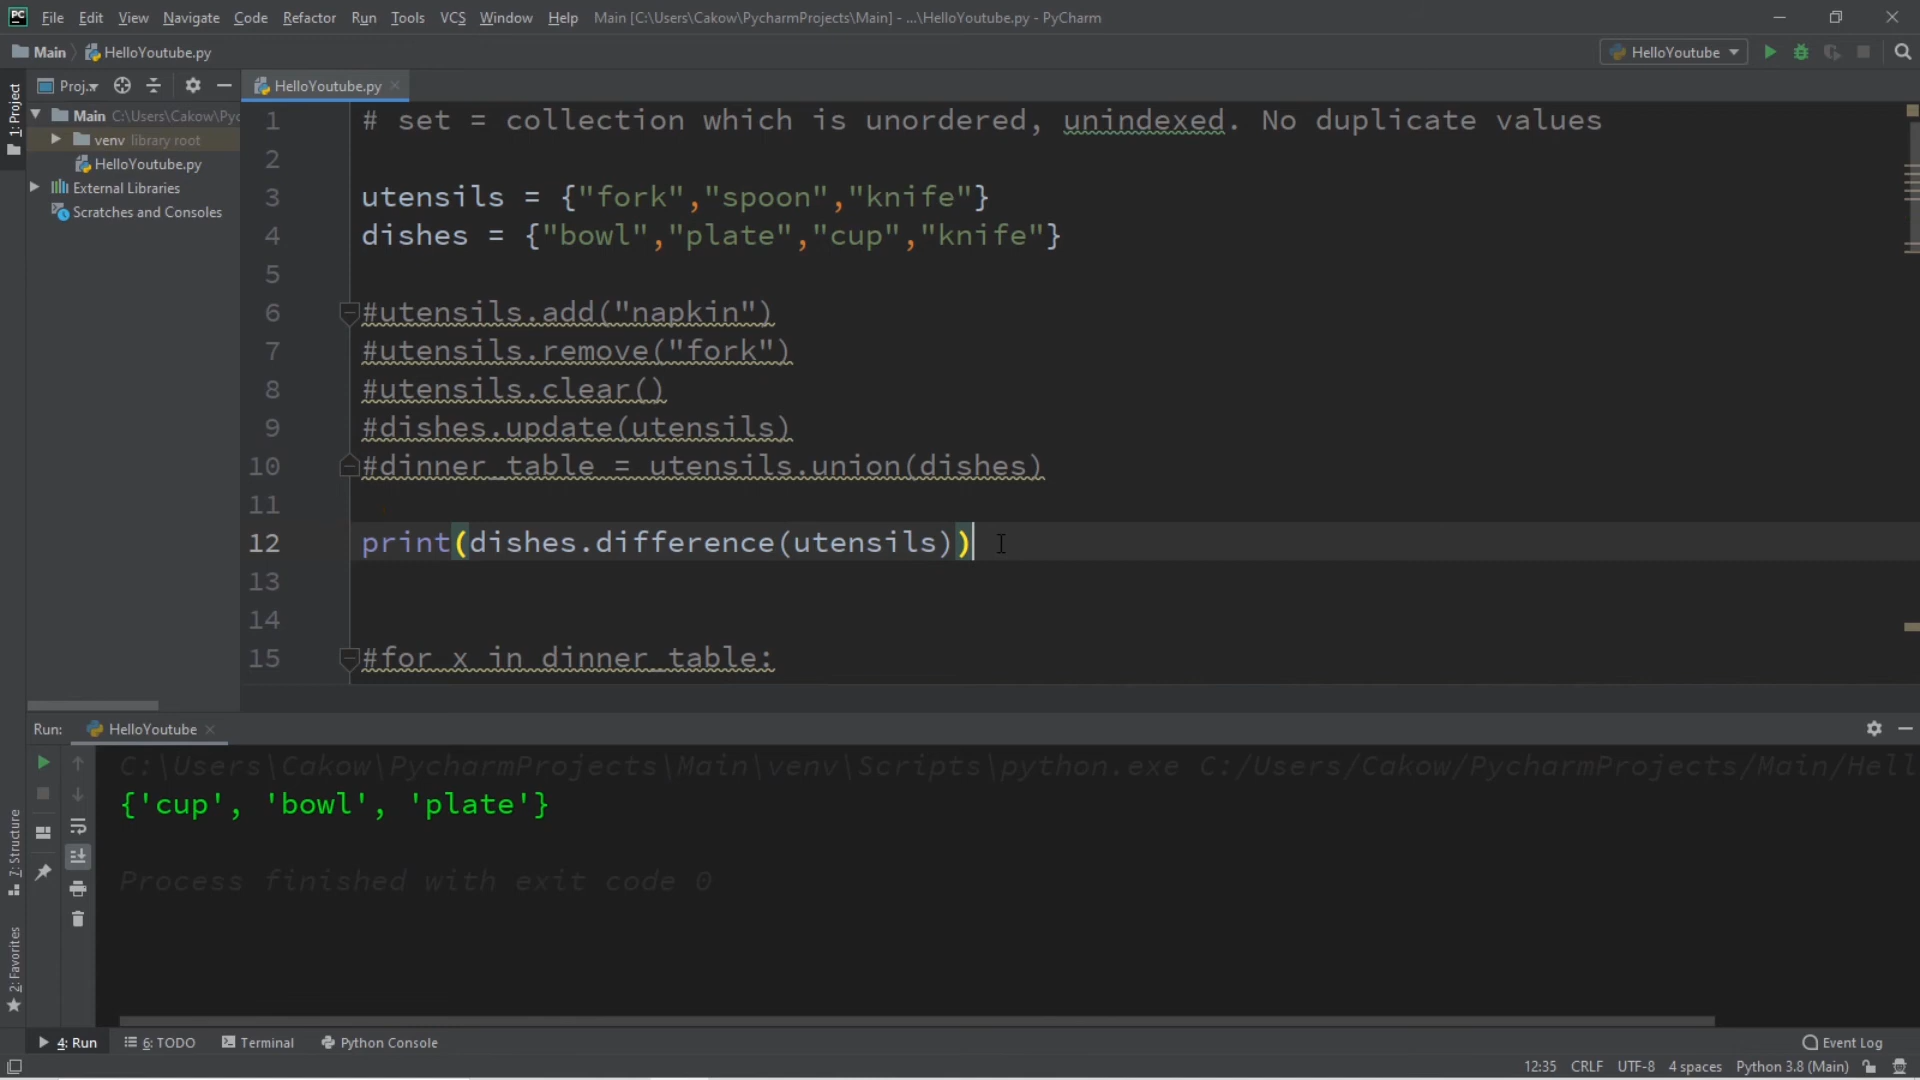 PC File Edit View Navigate Code Refactor Run Tools VCS Window Help Main [C:\Users\Cakow\PycharmProjects\Main] - ...\HelloYoutube.py - PyCharm
Main HelloYoutube.py HelloYoutube
1: Project
Proj.. HelloYoutube.py
Main C:\Users\Cakow\Pyc
venv library root
HelloYoutube.py
External Libraries
Scratches and Consoles
1 # set = collection which is unordered, unindexed. No duplicate values
2
3 utensils = {"fork","spoon","knife"}
4 dishes = {"bowl","plate","cup","knife"}
5
6 #utensils.add("napkin")
7 #utensils.remove("fork")
8 #utensils.clear()
9 #dishes.update(utensils)
10 #dinner_table = utensils.union(dishes)
11
12 print(dishes.difference(utensils))
13
14
15 #for x in dinner_table:
Run: HelloYoutube
C:\Users\Cakow\PycharmProjects\Main\venv\Scripts\python.exe C:/Users/Cakow/PycharmProjects/Main/Hell
{'cup', 'bowl', 'plate'}
Process finished with exit code 0
7: Structure
2: Favorites
4: Run 6: TODO Terminal Python Console Event Log
12:35 CRLF UTF-8 4 spaces Python 3.8 (Main)